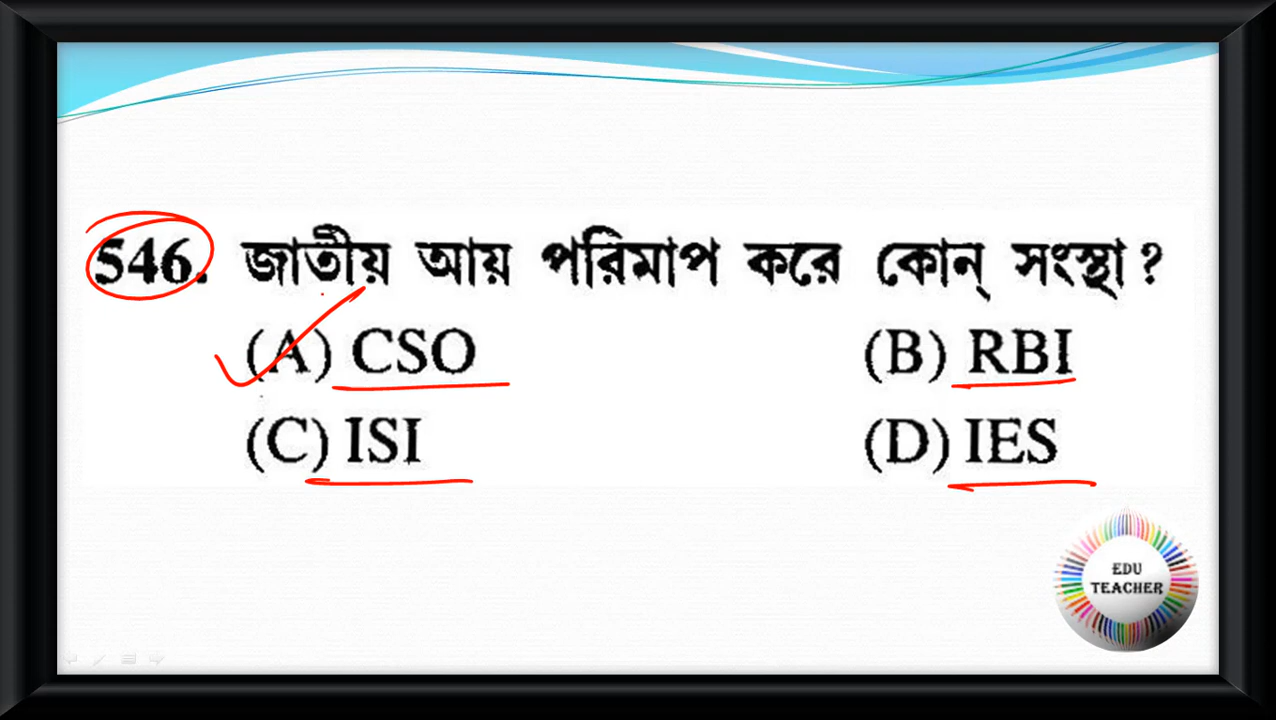 546. জাতীয় আয় পরিমাপ করে কোন্ সংস্থা?
(A) CSO (B) RBI
(C) ISI (D) IES
EDU
TEACHER